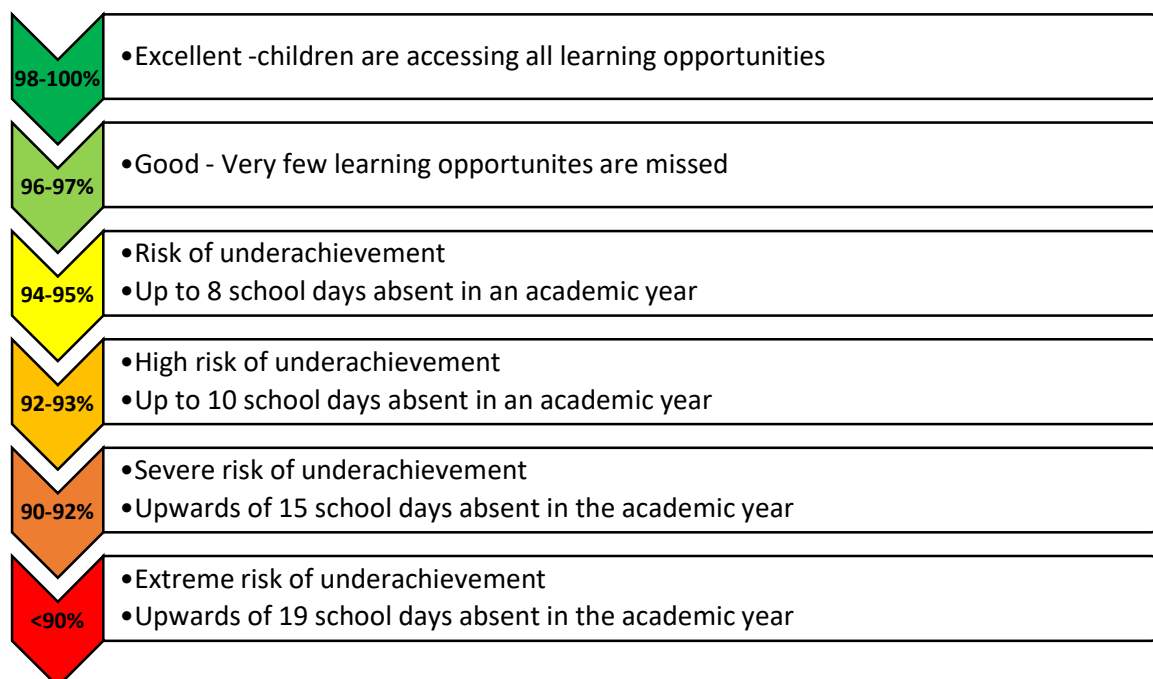 98-100%
•Excellent -children are accessing all learning opportunities
96-97%
•Good - Very few learning opportunites are missed
94-95%
•Risk of underachievement
•Up to 8 school days absent in an academic year
92-93%
•High risk of underachievement
•Up to 10 school days absent in an academic year
90-92%
•Severe risk of underachievement
•Upwards of 15 school days absent in the academic year
<90%
•Extreme risk of underachievement
•Upwards of 19 school days absent in the academic year